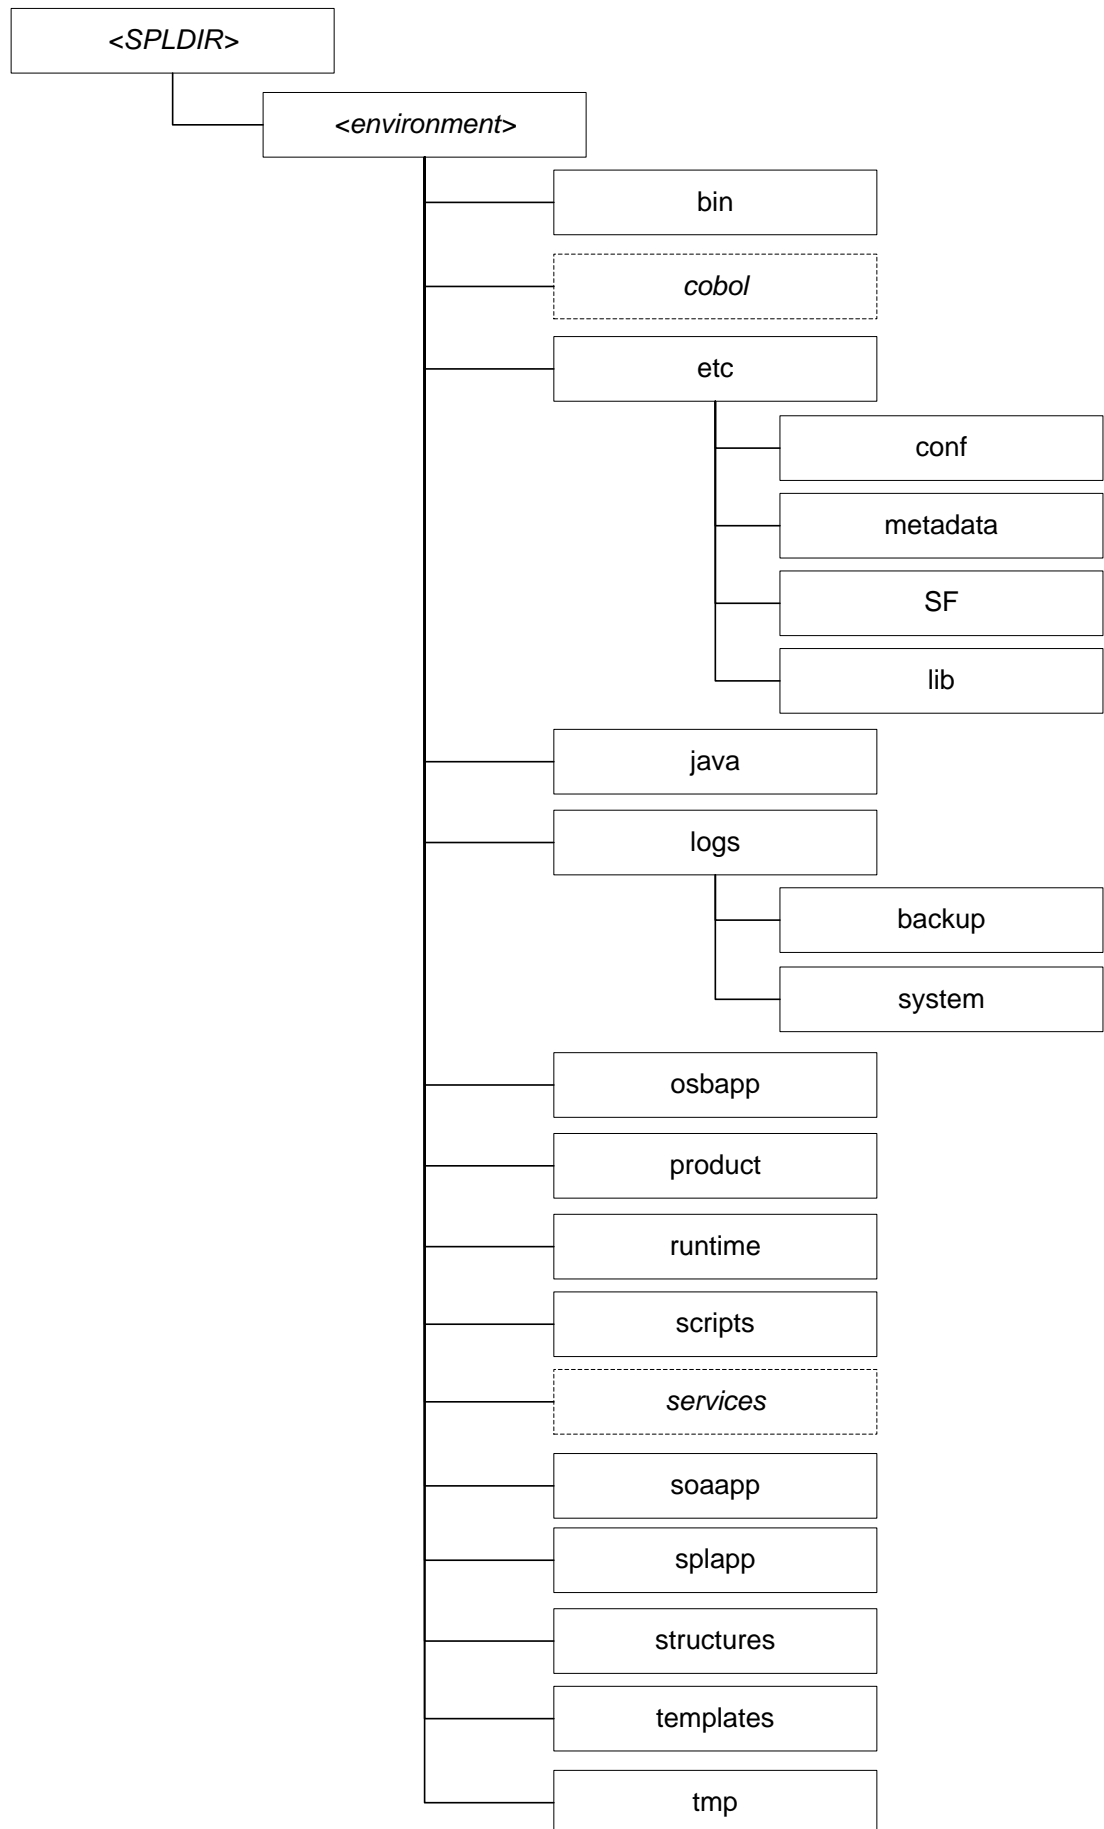 <SPLDIR>
<environment>
bin
cobol
etc
conf
metadata
SF
lib
java
logs
backup
system
osbapp
product
runtime
scripts
services
soaapp
splapp
structures
templates
tmp